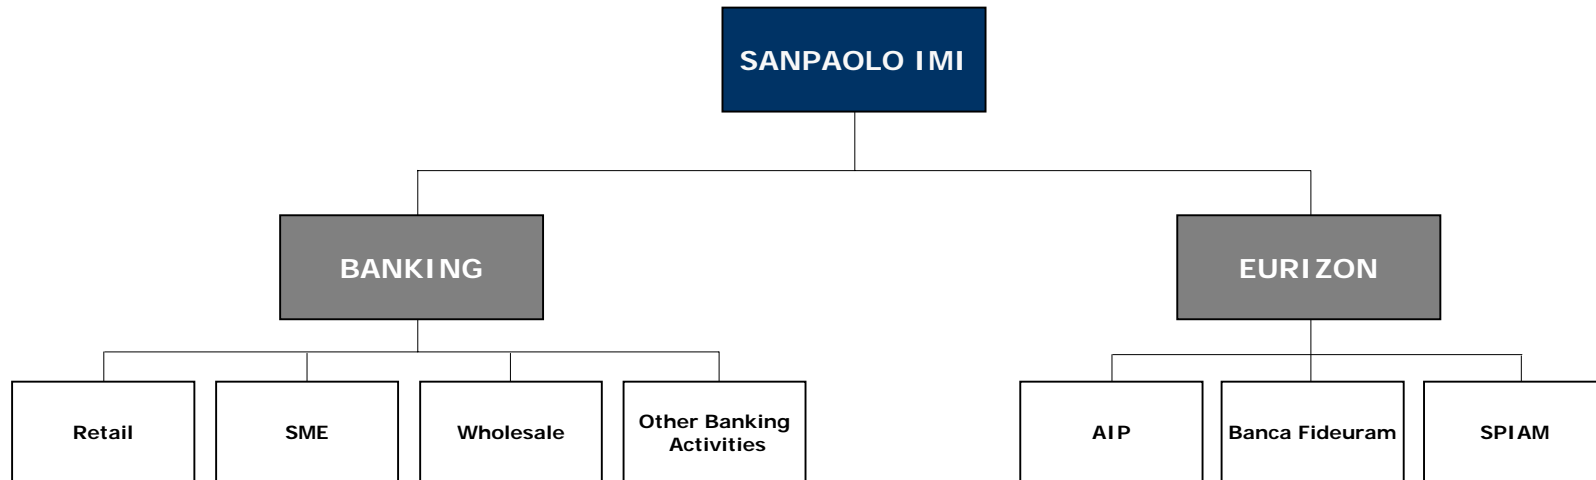 SANPAOLO IMI
BANKING
EURIZON
Retail
SME
Wholesale
Other Banking
Activities
AIP
Banca Fideuram
SPIAM